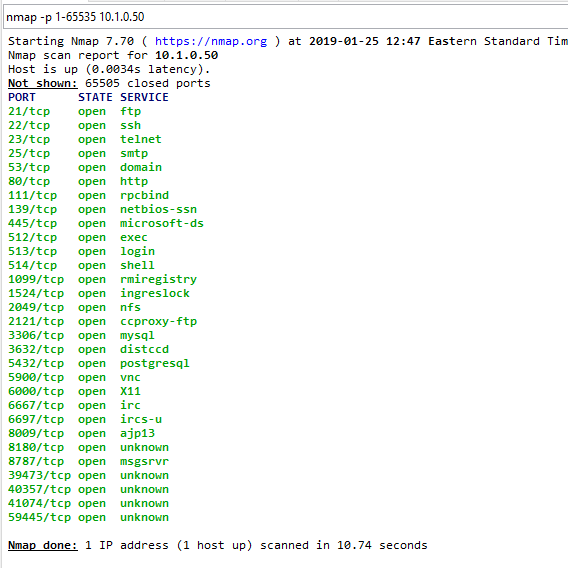 nmap -p 1-65535 10.1.0.50
Starting Nmap 7.70 ( https://nmap.org ) at 2019-01-25 12:47 Eastern Standard Tim
Nmap scan report for 10.1.0.50
Host is up (0.0034s latency).
Not shown: 65505 closed ports
PORT      STATE SERVICE
21/tcp    open  ftp
22/tcp    open  ssh
23/tcp    open  telnet
25/tcp    open  smtp
53/tcp    open  domain
80/tcp    open  http
111/tcp   open  rpcbind
139/tcp   open  netbios-ssn
445/tcp   open  microsoft-ds
512/tcp   open  exec
513/tcp   open  login
514/tcp   open  shell
1099/tcp  open  rmiregistry
1524/tcp  open  ingreslock
2049/tcp  open  nfs
2121/tcp  open  ccproxy-ftp
3306/tcp  open  mysql
3632/tcp  open  distccd
5432/tcp  open  postgresql
5900/tcp  open  vnc
6000/tcp  open  X11
6667/tcp  open  irc
6697/tcp  open  ircs-u
8009/tcp  open  ajp13
8180/tcp  open  unknown
8787/tcp  open  msgsrvr
39473/tcp open  unknown
40357/tcp open  unknown
41074/tcp open  unknown
59445/tcp open  unknown
Nmap done: 1 IP address (1 host up) scanned in 10.74 seconds